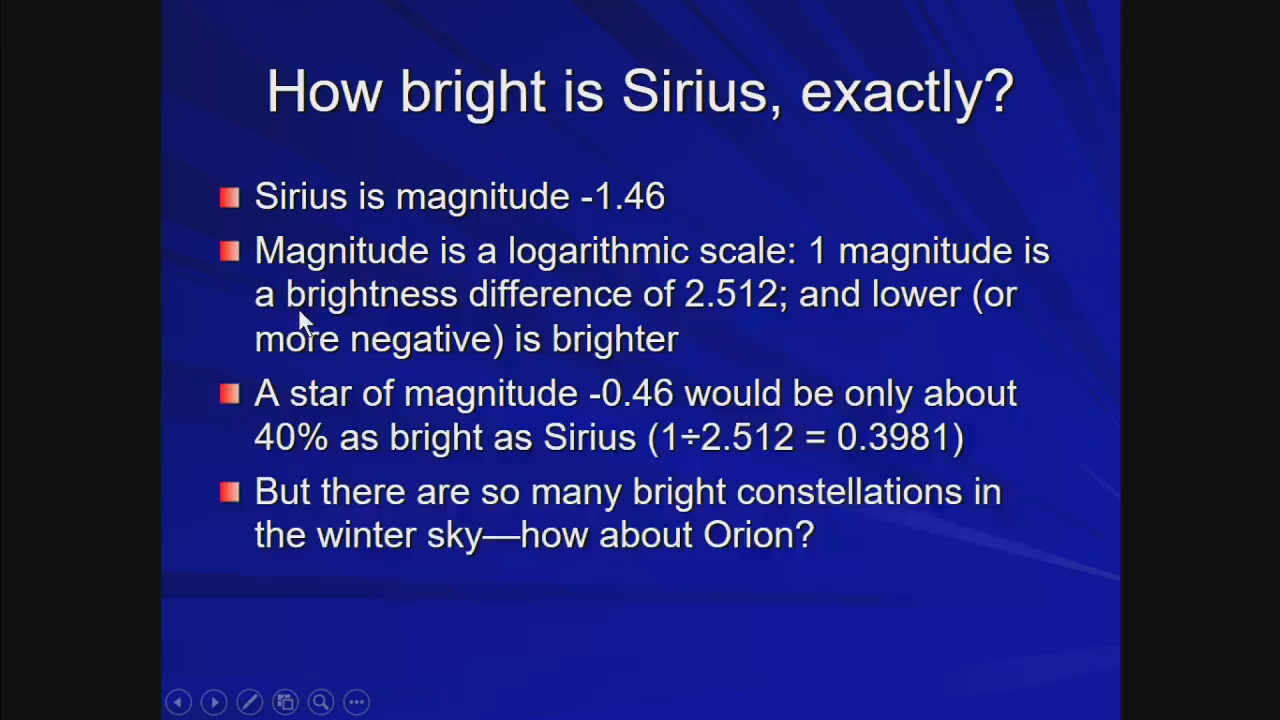 How bright is Sirius, exactly?
Sirius is magnitude -1.46
Magnitude is a logarithmic scale: 1 magnitude is
a brightness difference of 2.512; and lower (or
more negative) is brighter
A star of magnitude -0.46 would be only about
40% as bright as Sirius (1÷2.512 = 0.3981)
But there are so many bright constellations in
the winter sky—how about Orion?